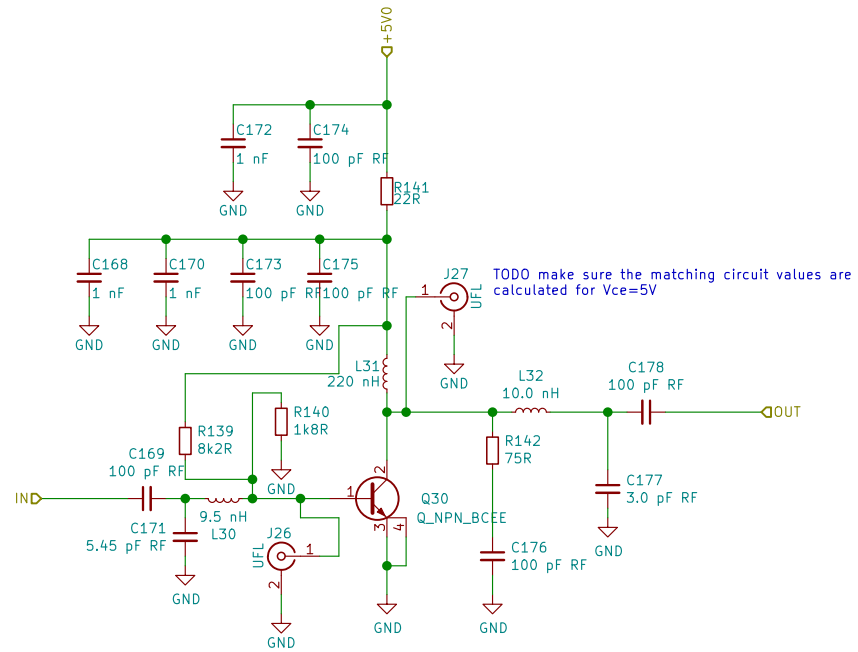 +5V0
C172
1 nF
GND
C174
100 pF RF
GND
R141
22R
C168
1 nF
GND
C170
1 nF
GND
C173
100 pF RF
GND
C175
100 pF RF
GND
J27
1
UFL
2
GND
TODO make sure the matching circuit values are
calculated for Vce=5V
L31
220 nH
L32
10.0 nH
C178
100 pF RF
OUT
R139
8k2R
R140
1k8R
GND
R142
75R
C169
100 pF RF
IN
C171
5.45 pF RF
GND
9.5 nH
L30
J26
1
UFL
2
GND
1
2
3
4
Q30
Q_NPN_BCEE
GND
C176
100 pF RF
GND
C177
3.0 pF RF
GND